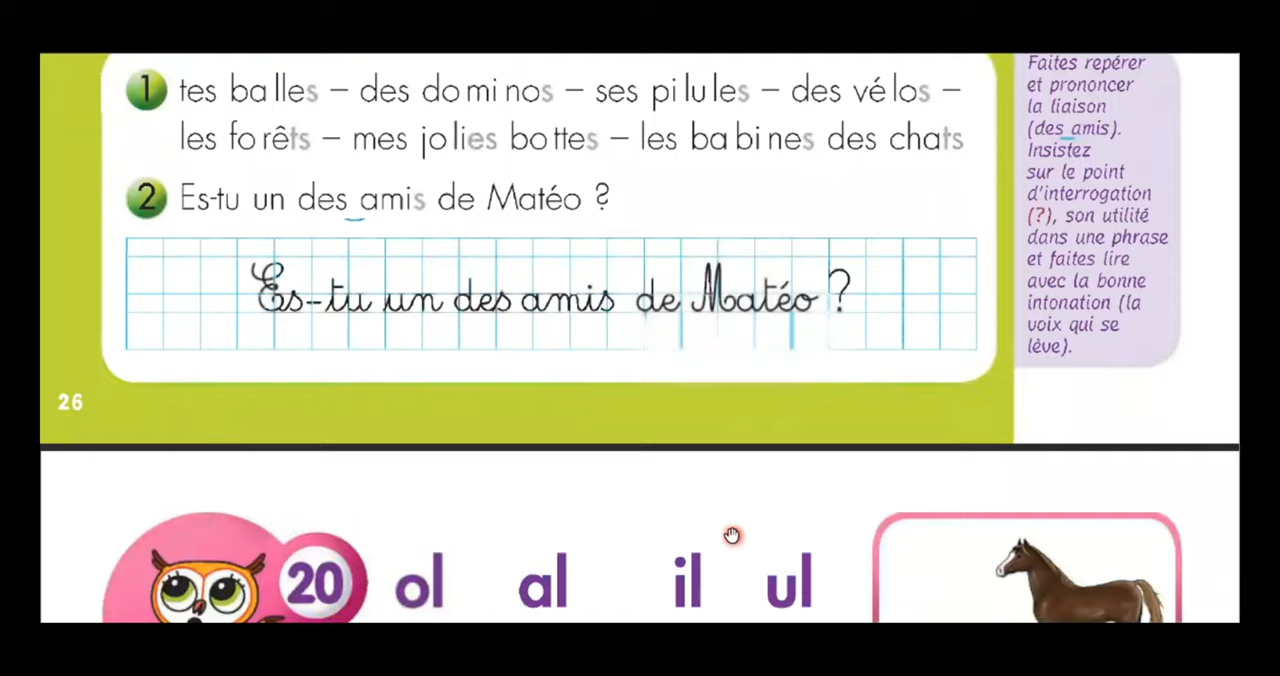 1 tes balles – des dominos – ses pilules – des vélos –
les forêts – mes jolies bottes – les babines des chats
2 Es-tu un des amis de Matéo ?
Es-tu un des amis de Matéo ?
Faites repérer
et prononcer
la liaison
(des amis).
Insistez
sur le point
d'interrogation
(?), son utilité
dans une phrase
et faites lire
avec la bonne
intonation (la
voix qui se
lève).
26
20 ol al il ul